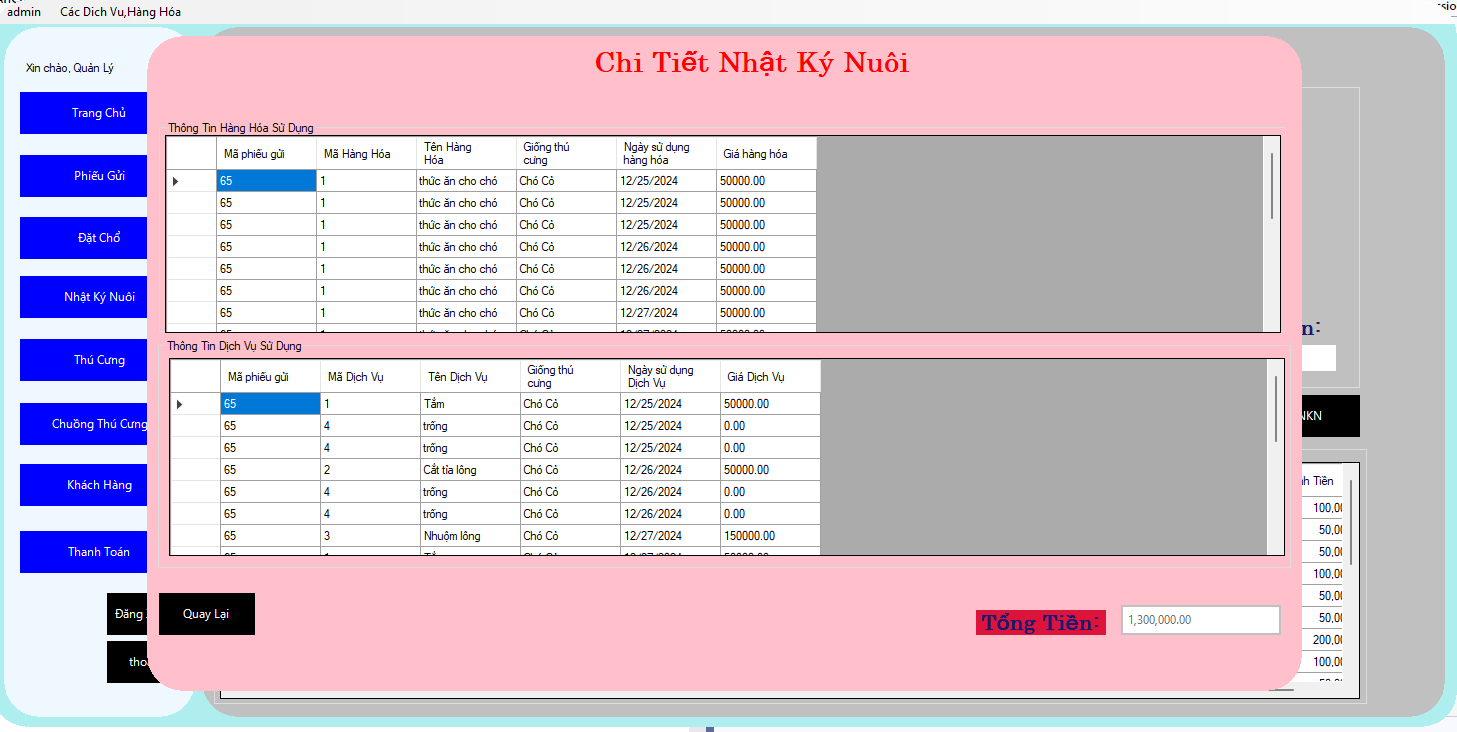 admin Các Dich Vu,Hàng Hóa
Xin chào, Quản Lý
Trang Chủ
Phiếu Gửi
Đặt Chổ
Nhật Ký Nuôi
Thú Cưng
Chuồng Thú Cưng
Khách Hàng
Thanh Toán
Đăng
Chi Tiết Nhật Ký Nuôi
Thông Tin Hàng Hóa Sử Dụng
Mã phiếu gửi Mã Hàng Hóa Tên Hàng Hóa Giống thú cưng Ngày sử dụng hàng hóa Giá hàng hóa
65 1 thức ăn cho chó Chó Cỏ 12/25/2024 50000.00
65 1 thức ăn cho chó Chó Cỏ 12/25/2024 50000.00
65 1 thức ăn cho chó Chó Cỏ 12/25/2024 50000.00
65 1 thức ăn cho chó Chó Cỏ 12/26/2024 50000.00
65 1 thức ăn cho chó Chó Cỏ 12/26/2024 50000.00
65 1 thức ăn cho chó Chó Cỏ 12/26/2024 50000.00
65 1 thức ăn cho chó Chó Cỏ 12/27/2024 50000.00
Thông Tin Dịch Vụ Sử Dụng
Mã phiếu gửi Mã Dịch Vụ Tên Dịch Vụ Giống thú cưng Ngày sử dụng Dịch Vụ Giá Dịch Vụ
65 1 Tắm Chó Cỏ 12/25/2024 50000.00
65 4 trống Chó Cỏ 12/25/2024 0.00
65 4 trống Chó Cỏ 12/25/2024 0.00
65 2 Cắt tỉa lông Chó Cỏ 12/26/2024 50000.00
65 4 trống Chó Cỏ 12/26/2024 0.00
65 4 trống Chó Cỏ 12/26/2024 0.00
65 3 Nhuộm lông Chó Cỏ 12/27/2024 150000.00
Quay Lại
Tổng Tiền: 1,300,000.00
n:
NKN
Tiền
100,00
50,00
50,00
100,00
50,00
50,00
200,00
100,00